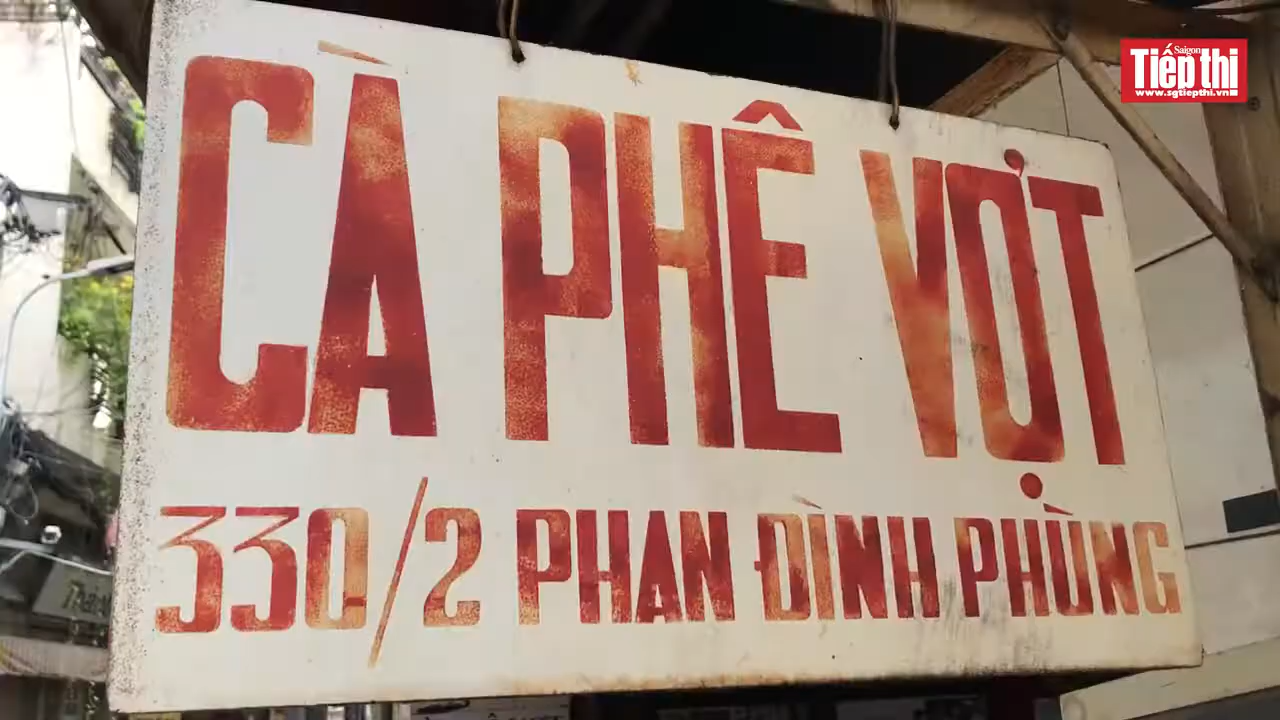 Saigon
Tiếp thị
www.sgtiepthi.vn
CÀ PHÊ VỢT
330/2 PHAN ĐÌNH PHÙNG